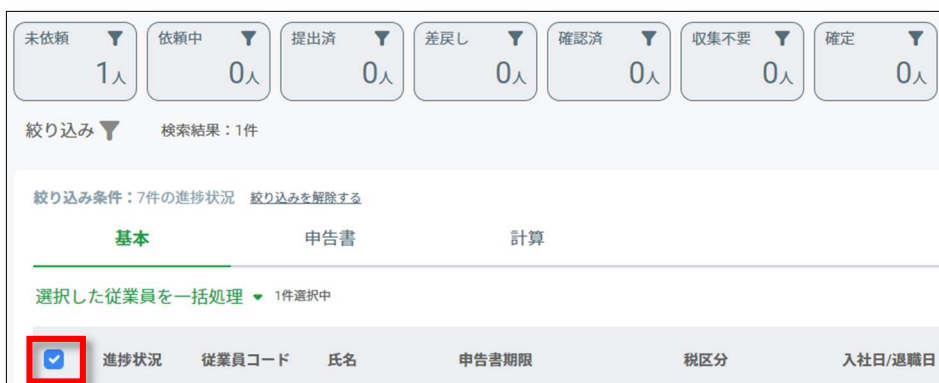 未依頼 依頼中 提出済 差戻し 確認済 収集不要 確定
1人 0人 0人 0人 0人 0人 0人
絞り込み 検索結果：1件
絞り込み条件：7件の進捗状況 絞り込みを解除する
基本 申告書 計算
選択した従業員を一括処理 1件選択中
進捗状況 従業員コード 氏名 申告書期限 税区分 入社日/退職日